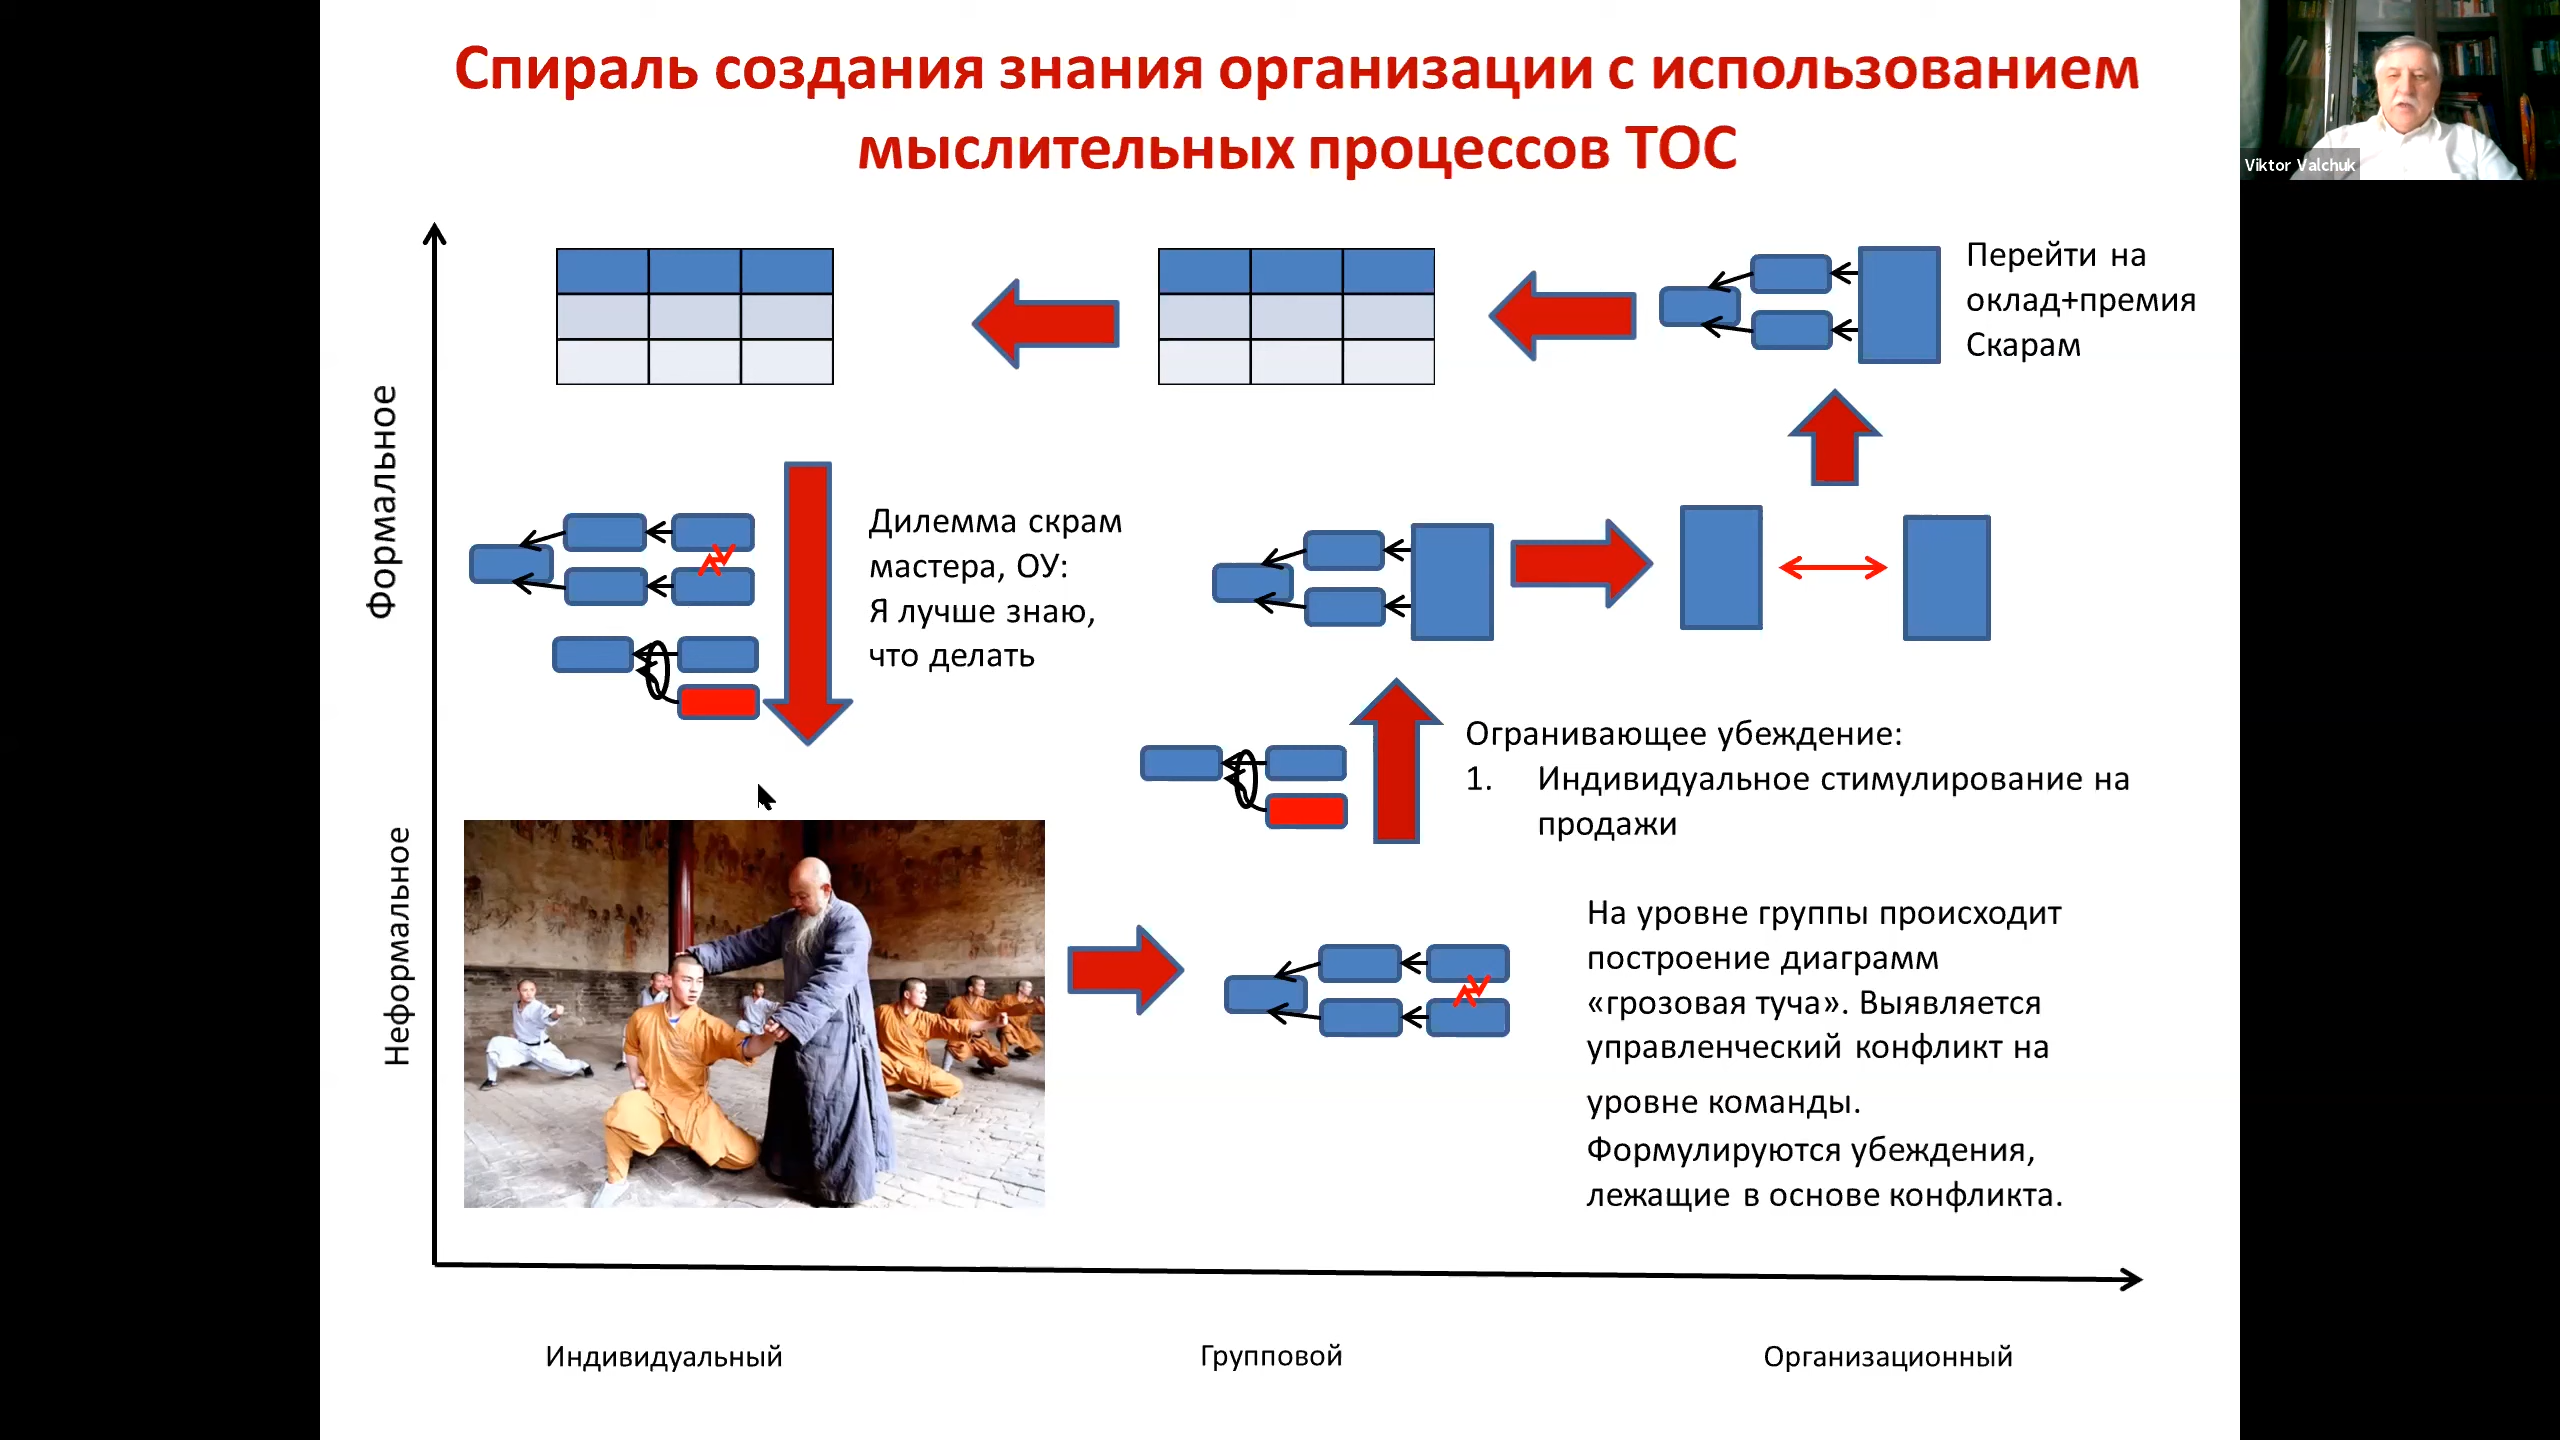 Спираль создания знания организации с использованием
мыслительных процессов ТОС
Viktor Valchuk
Перейти на
оклад+премия
Скарам
Формальное
Дилемма скрам
мастера, ОУ:
Я лучше знаю,
что делать
Огранивающее убеждение:
1. Индивидуальное стимулирование на
продажи
Неформальное
На уровне группы происходит
построение диаграмм
«грозовая туча». Выявляется
управленческий конфликт на
уровне команды.
Формулируются убеждения,
лежащие в основе конфликта.
Индивидуальный
Групповой
Организационный